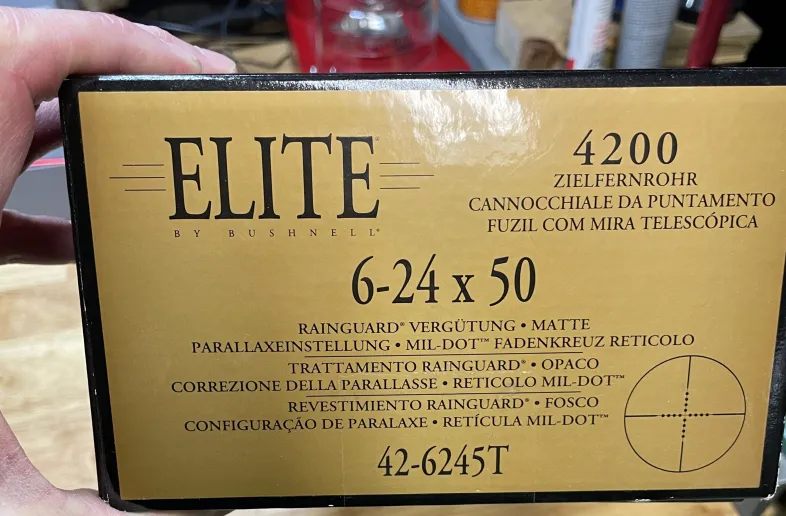 ELITE
BY BUSHNELL®
4200
ZIELFERNROHR
CANNOCCHIALE DA PUNTAMENTO
FUZIL COM MIRA TELESCÓPICA
6-24 x 50
RAINGUARD® VERGÜTUNG • MATTE
PARALLAXEINSTELLUNG • MIL-DOT™ FADENKREUZ RETICOLO
TRATTAMENTO RAINGUARD® • OPACO
CORREZIONE DELLA PARALLASSE • RETICOLO MIL-DOT™
REVESTIMIENTO RAINGUARD® • FOSCO
CONFIGURAÇÃO DE PARALAXE • RETÍCULA MIL-DOT™
42-6245T